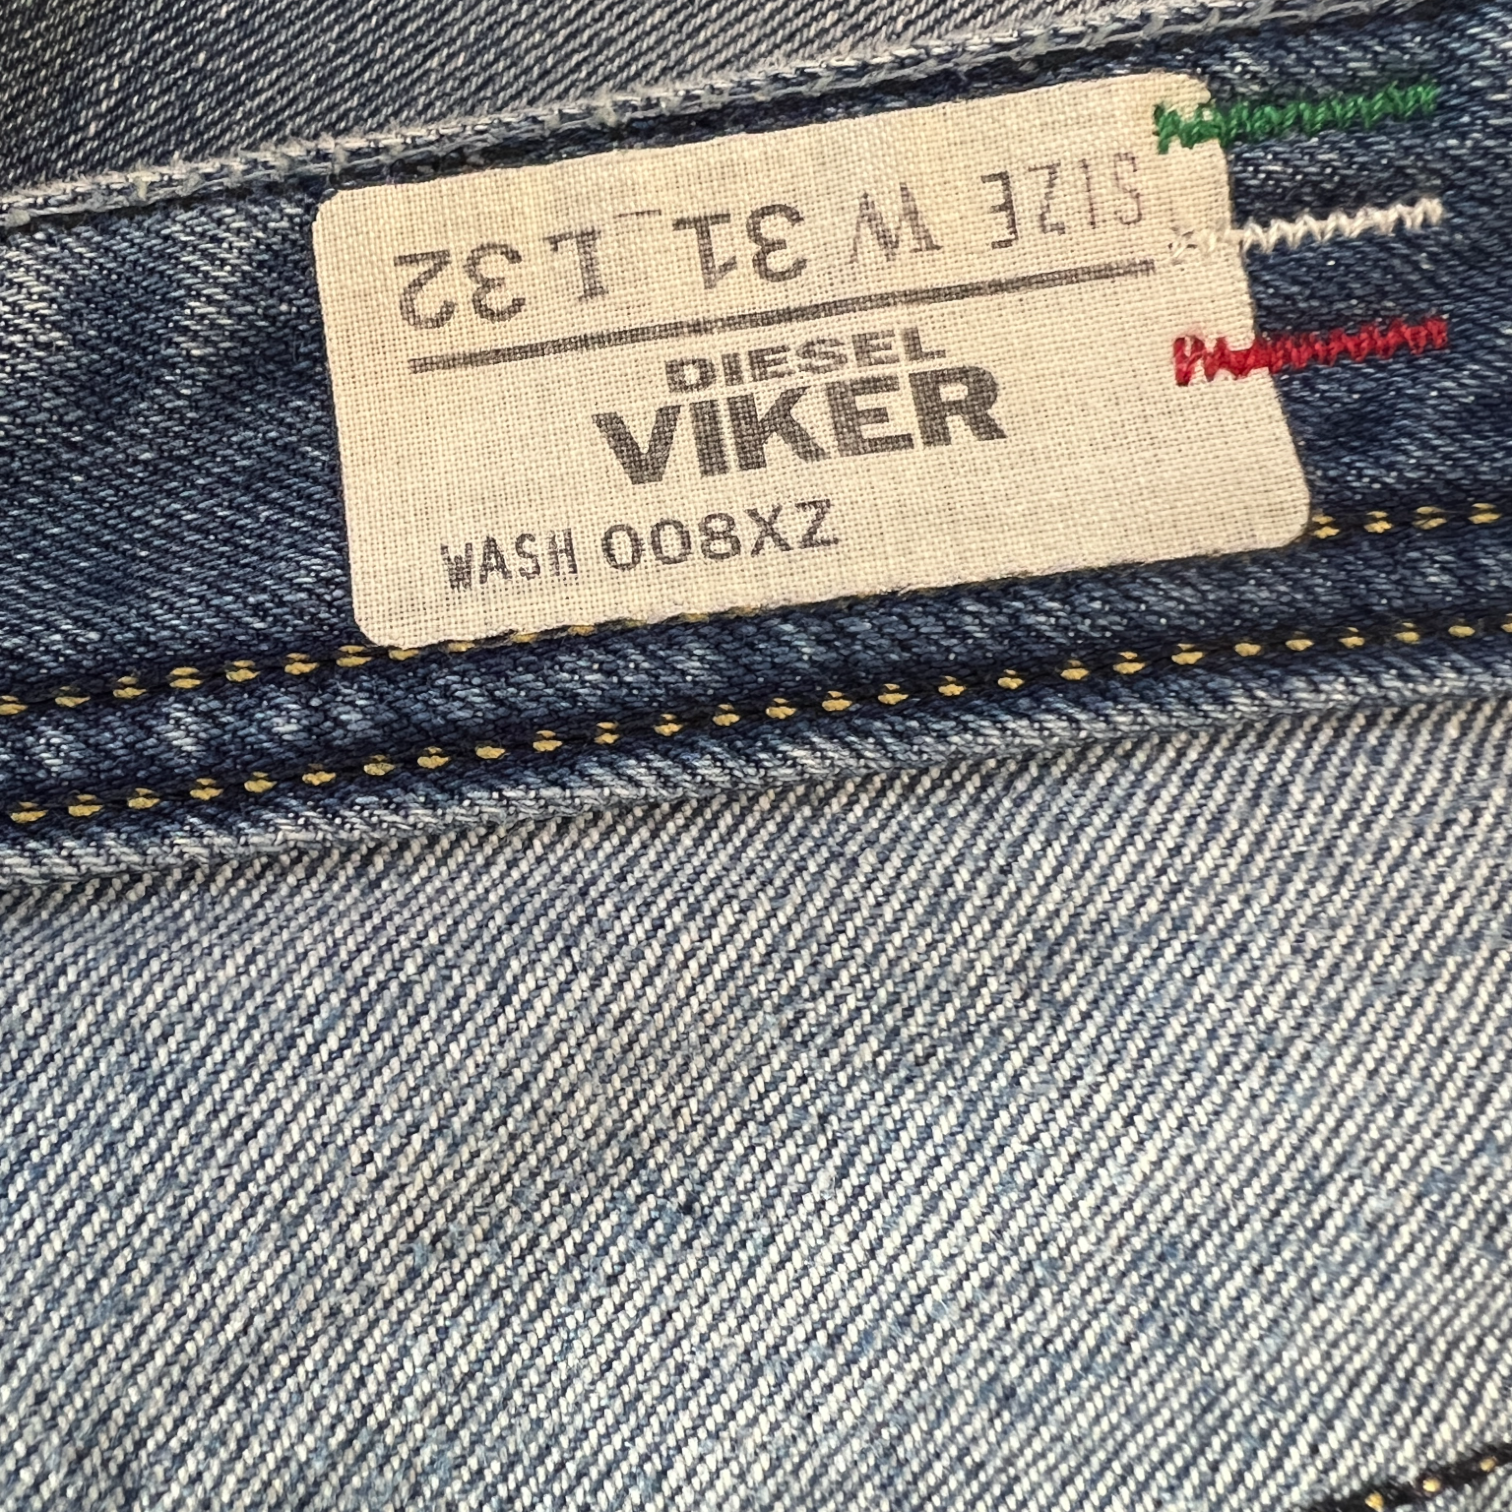 SIZE W 31 L 32
DIESEL
VIKER
WASH 008XZ